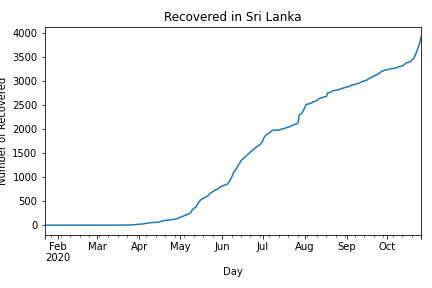 Recovered in Sri Lanka
Number of Recovered
4000
3500
3000
2500
2000
1500
1000
500
0
Feb Mar Apr May Jun Jul Aug Sep Oct
2020
Day